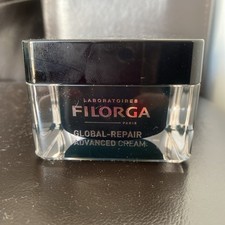 LABORATOIRES
FILORGA
PARIS
GLOBAL-REPAIR
ADVANCED CREAM